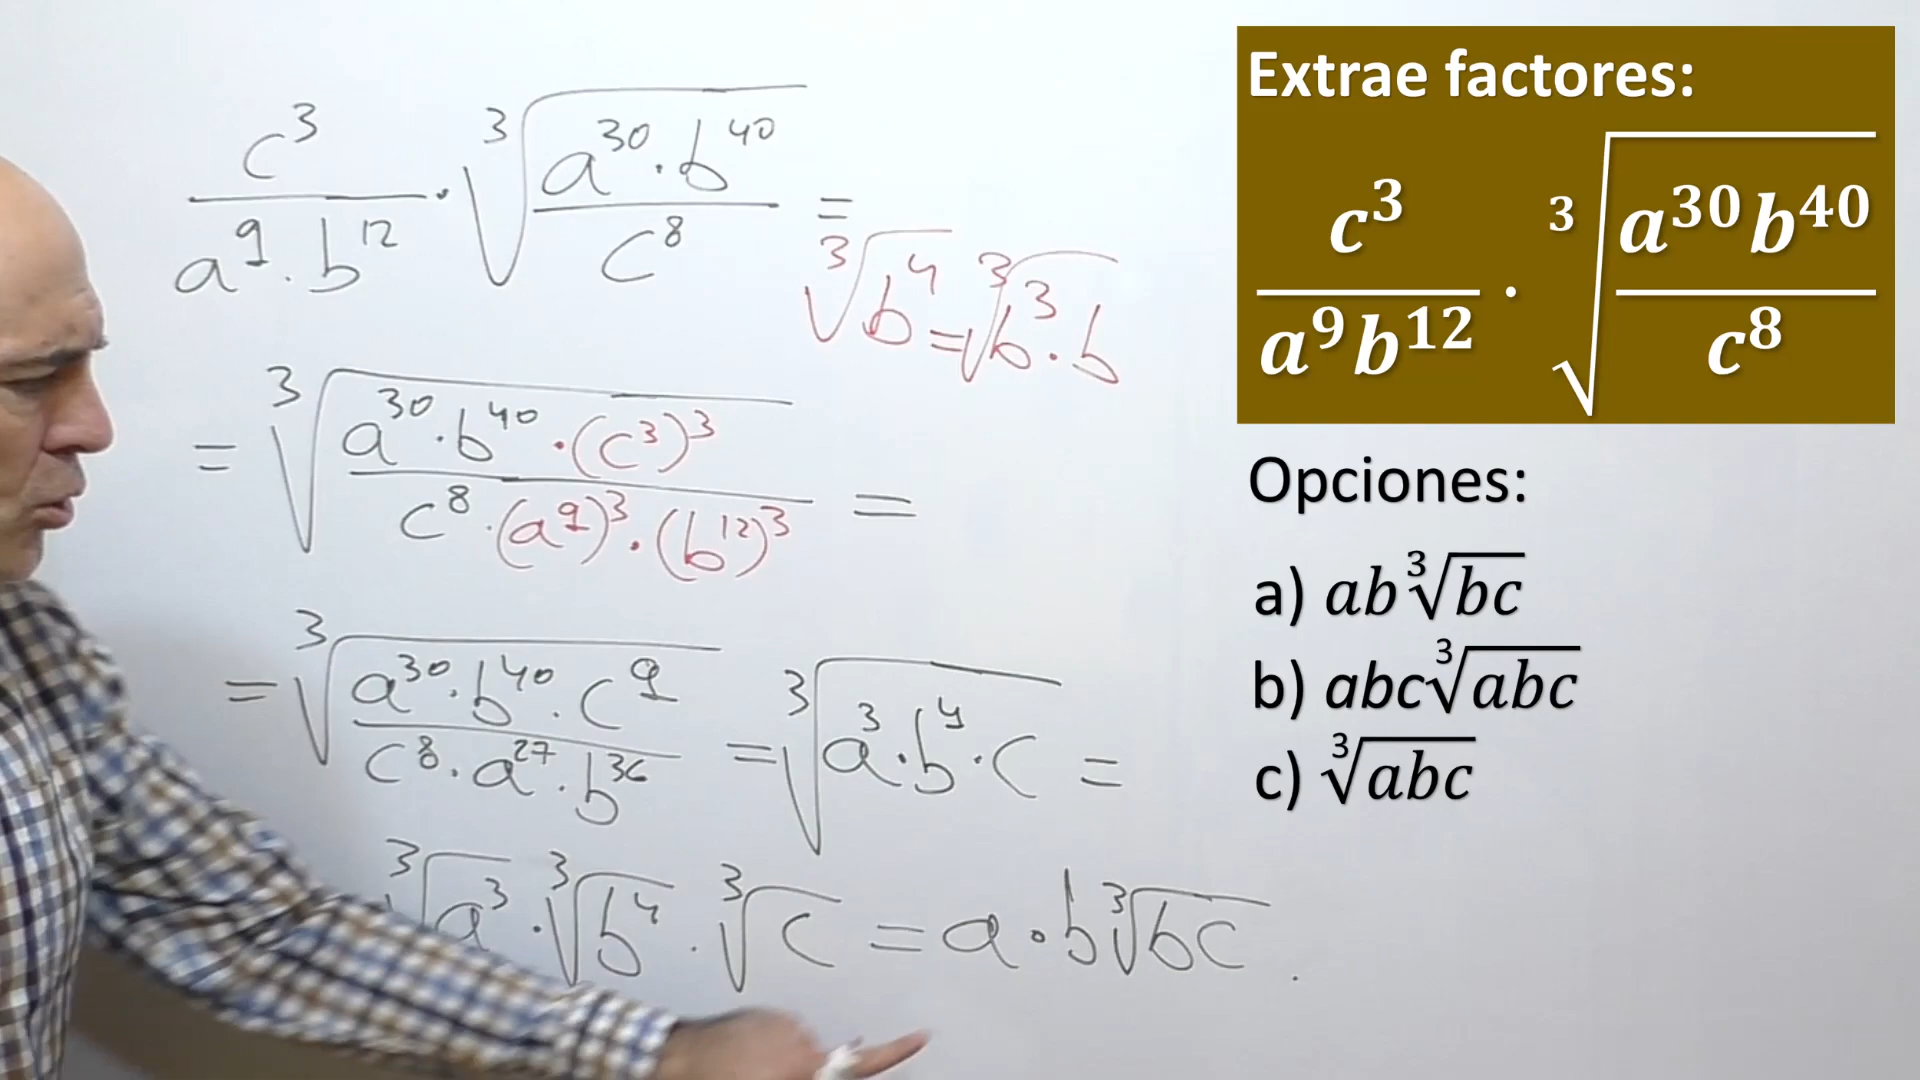 c³/(a⁹·b¹²) · ∛(a³⁰·b⁴⁰/c⁸) =
∛b⁴ = ∛(b³·b)
= ∛(a³⁰·b⁴⁰·(c³)³/(c⁸·(a⁹)³·(b¹²)³)) =
= ∛(a³⁰·b⁴⁰·c⁹/(c⁸·a²⁷·b³⁶)) = ∛(a³·b⁴·c) =
∛a³ · ∛b⁴ · ∛c = a·b∛bc.
Extrae factores:
c³/(a⁹b¹²) · ∛(a³⁰b⁴⁰/c⁸)
Opciones:
a) ab∛bc
b) abc∛abc
c) ∛abc